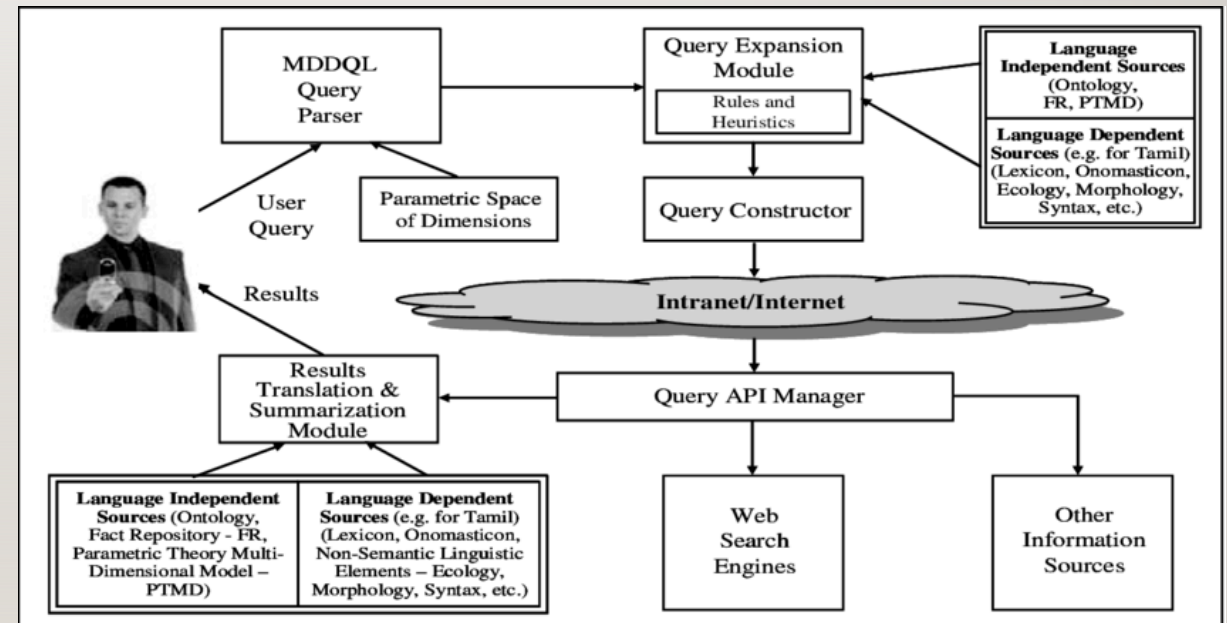 MDDQL
Query
Parser
Query Expansion
Module
Rules and
Heuristics
Language
Independent Sources
(Ontology,
FR, PTMD)
Language Dependent
Sources (e.g. for Tamil)
(Lexicon, Onomasticon,
Ecology, Morphology,
Syntax, etc.)
User
Query
Parametric Space
of Dimensions
Query Constructor
Results
Intranet/Internet
Results
Translation &
Summarization
Module
Query API Manager
Language Independent
Sources (Ontology,
Fact Repository - FR,
Parametric Theory Multi-
Dimensional Model –
PTMD)
Language Dependent
Sources (e.g. for Tamil)
(Lexicon, Onomasticon,
Non-Semantic Linguistic
Elements – Ecology,
Morphology, Syntax, etc.)
Web
Search
Engines
Other
Information
Sources